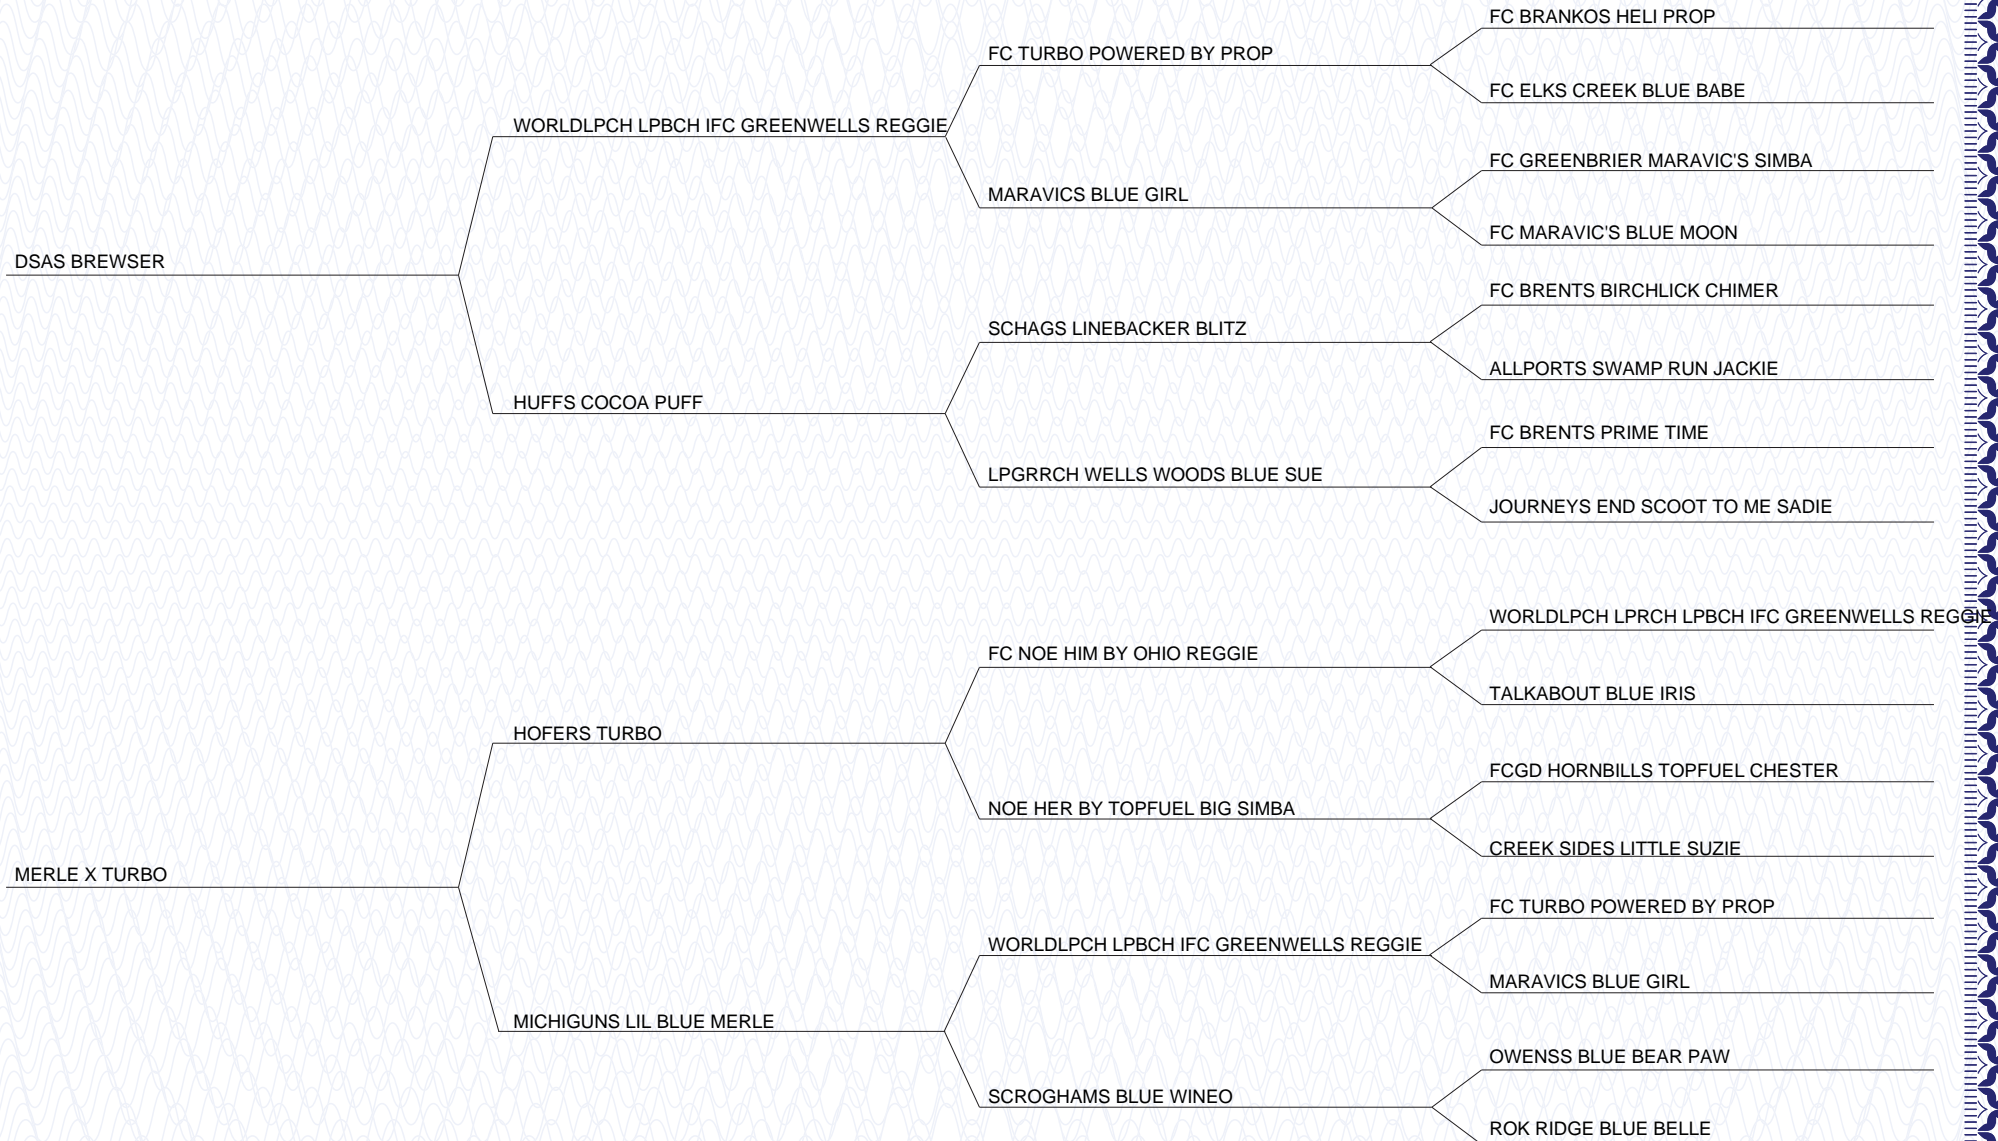 FC BRANKOS HELI PROP
FC TURBO POWERED BY PROP
FC ELKS CREEK BLUE BABE
WORLDLPCH LPBCH IFC GREENWELLS REGGIE
FC GREENBRIER MARAVIC'S SIMBA
MARAVICS BLUE GIRL
FC MARAVIC'S BLUE MOON
DSAS BREWSER
FC BRENTS BIRCHLICK CHIMER
SCHAGS LINEBACKER BLITZ
ALLPORTS SWAMP RUN JACKIE
HUFFS COCOA PUFF
FC BRENTS PRIME TIME
LPGRRCH WELLS WOODS BLUE SUE
JOURNEYS END SCOOT TO ME SADIE
WORLDLPCH LPRCH LPBCH IFC GREENWELLS REGGIE
FC NOE HIM BY OHIO REGGIE
TALKABOUT BLUE IRIS
HOFERS TURBO
FCGD HORNBILLS TOPFUEL CHESTER
NOE HER BY TOPFUEL BIG SIMBA
CREEK SIDES LITTLE SUZIE
MERLE X TURBO
FC TURBO POWERED BY PROP
WORLDLPCH LPBCH IFC GREENWELLS REGGIE
MARAVICS BLUE GIRL
MICHIGUNS LIL BLUE MERLE
OWENSS BLUE BEAR PAW
SCROGHAMS BLUE WINEO
ROK RIDGE BLUE BELLE